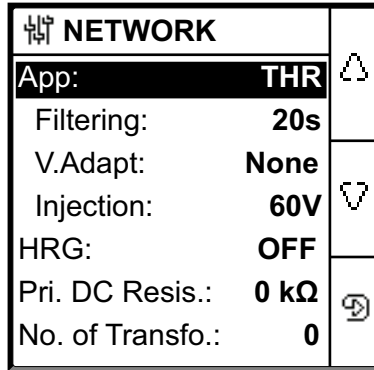 NETWORK
App: THR
Filtering: 20s
V.Adapt: None
Injection: 60V
HRG: OFF
Pri. DC Resis.: 0 kΩ
No. of Transfo.: 0